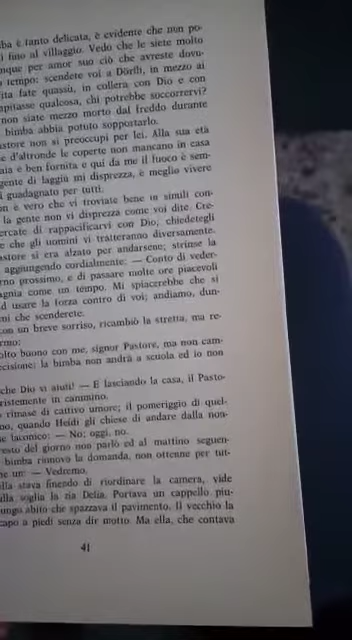 ba è tanto delicata, è evidente che non po-
l fino al villaggio. Vedo che le siete molto
nque per amor suo ciò che avreste dovu-
tempo: scendete voi a Dörfli, in mezzo ai
ita fate quassù, in collera con Dio e con
apitasse qualcosa, chi potrebbe soccorrervi?
non siate mezzo morto dal freddo durante
bimba abbia potuto sopportarlo.
astore non si preoccupi per lei. Alla sua età
e d'altronde le coperte non mancano in casa
aia è ben fornita e qui da me il fuoco è sem-
gente di laggiù mi disprezza, è meglio vivere
i guadagnato per tutti.
on è vero che vi troviate bene in simili con-
la gente non vi disprezza come voi dite. Cre-
ercate di rappacificarvi con Dio, chiedetegli
e che gli uomini vi tratteranno diversamente.
astore si era alzato per andarsene; strinse la
aggiungendo cordialmente: — Conto di veder-
rno prossimo, e di passare molte ore piacevoli
agnia come un tempo. Mi spiacerebbe che si
d usare la forza contro di voi; andiamo, dun-
mi che scenderete.
con un breve sorriso, ricambiò la stretta, ma re-
rmo:
olto buono con me, signor Pastore, ma non cam-
ecisione: la bimba non andrà a scuola ed io non
che Dio vi aiuti! — E lasciando la casa, il Pasto-
ristemente in cammino.
rimase di cattivo umore; il pomeriggio di quel-
no, quando Heidi gli chiese di andare dalla non-
se laconico: — No; oggi, no.
resto del giorno non parlò ed al mattino seguen-
bimba rinnovò la domanda, non ottenne per tut-
he un: — Vedremo.
illa stava finendo di riordinare la camera, vide
ulla soglia la zia Delia. Portava un cappello piu-
ungo abito che spazzava il pavimento. Il vecchio la
capo a piedi senza dir motto. Ma ella, che contava
41